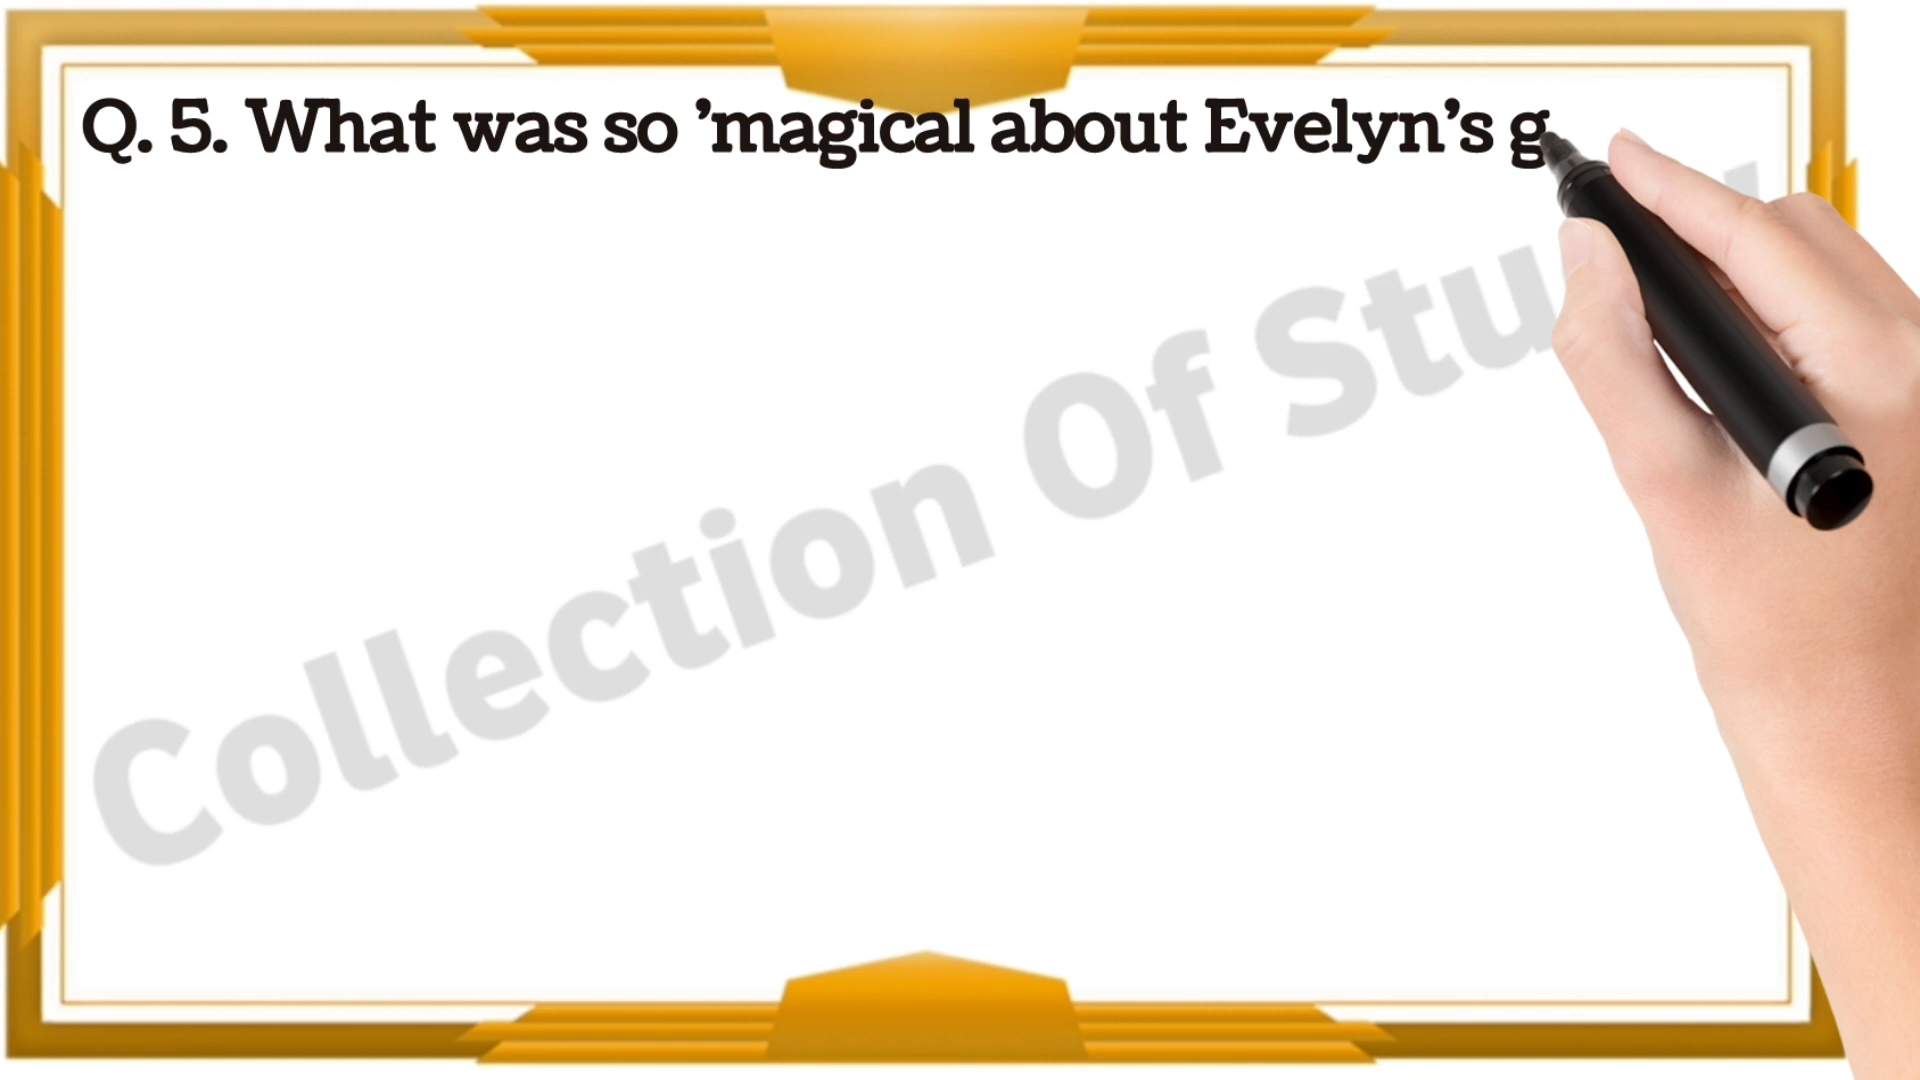 Q. 5. What was so ’magical about Evelyn’s g
Collection Of Stu